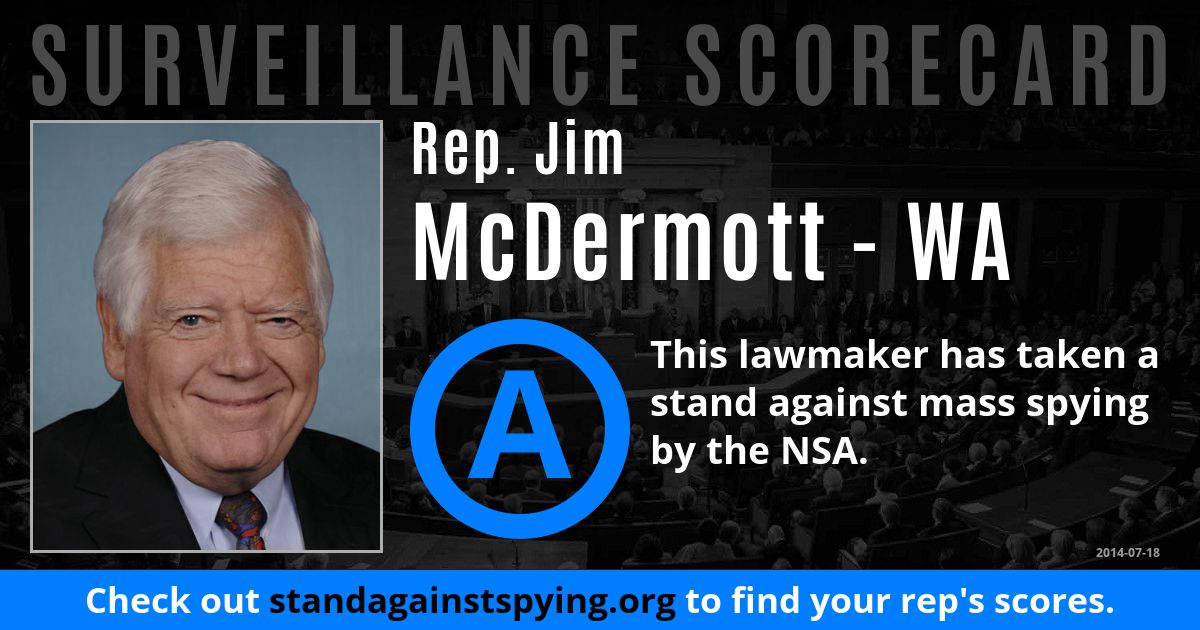 SURVEILLANCE SCORECARD
Rep. Jim
McDermott - WA
A
This lawmaker has taken a
stand against mass spying
by the NSA.
2014-07-18
Check out standagainstspying.org to find your rep's scores.